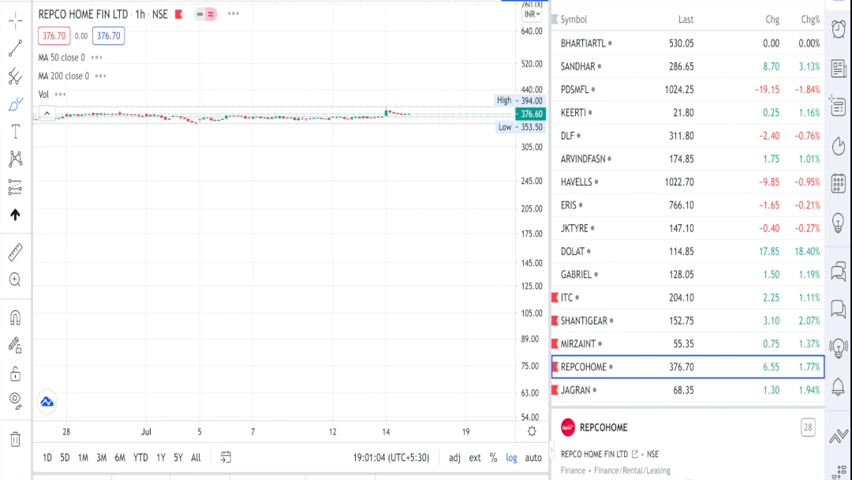 REPCO HOME FIN LTD · 1h · NSE
376.70 0.00 376.70
MA 50 close 0
MA 200 close 0
Vol
INR
760.00
640.00
520.00
440.00
High 394.00
376.60
Low 353.50
305.00
245.00
205.00
175.00
145.00
125.00
105.00
89.00
75.00
63.00
54.00
28 Jul 5 7 12 14 19
1D 5D 1M 3M 6M YTD 1Y 5Y All 19:01:04 (UTC+5:30) adj ext % log auto
Symbol Last Chg Chg%
BHARTIARTL 530.05 0.00 0.00%
SANDHAR 286.65 8.70 3.13%
PDSMFL 1024.25 −19.15 −1.84%
KEERTI 21.80 0.25 1.16%
DLF 311.80 −2.40 −0.76%
ARVINDFASN 174.85 1.75 1.01%
HAVELLS 1022.70 −9.85 −0.95%
ERIS 766.10 −1.65 −0.21%
JKTYRE 147.10 −0.40 −0.27%
DOLAT 114.85 17.85 18.40%
GABRIEL 128.05 1.50 1.19%
ITC 204.10 2.25 1.11%
SHANTIGEAR 152.75 3.10 2.07%
MIRZAINT 55.35 0.75 1.37%
REPCOHOME 376.70 6.55 1.77%
JAGRAN 68.35 1.30 1.94%
REPCOHOME 28
REPCO HOME FIN LTD · NSE
Finance · Finance/Rental/Leasing